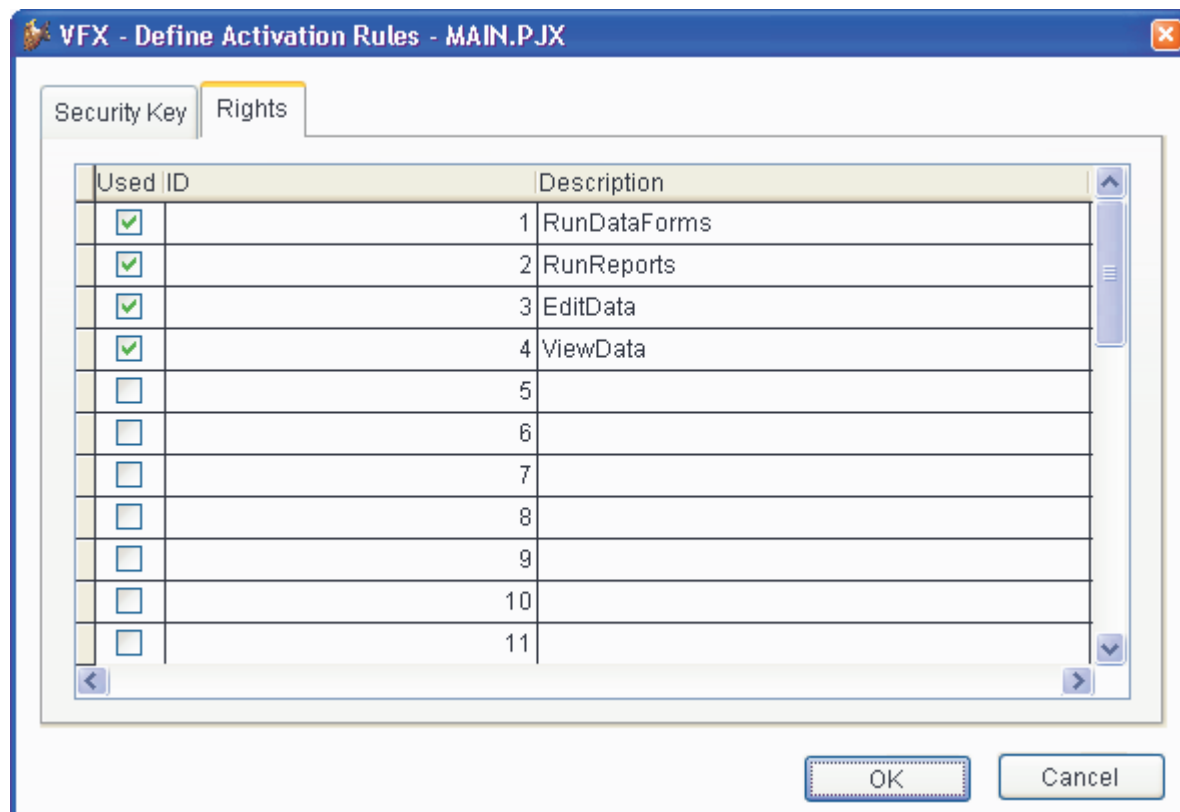 VFX - Define Activation Rules - MAIN.PJX
Security Key Rights
Used ID Description
1 RunDataForms
2 RunReports
3 EditData
4 ViewData
5
6
7
8
9
10
11
OK Cancel